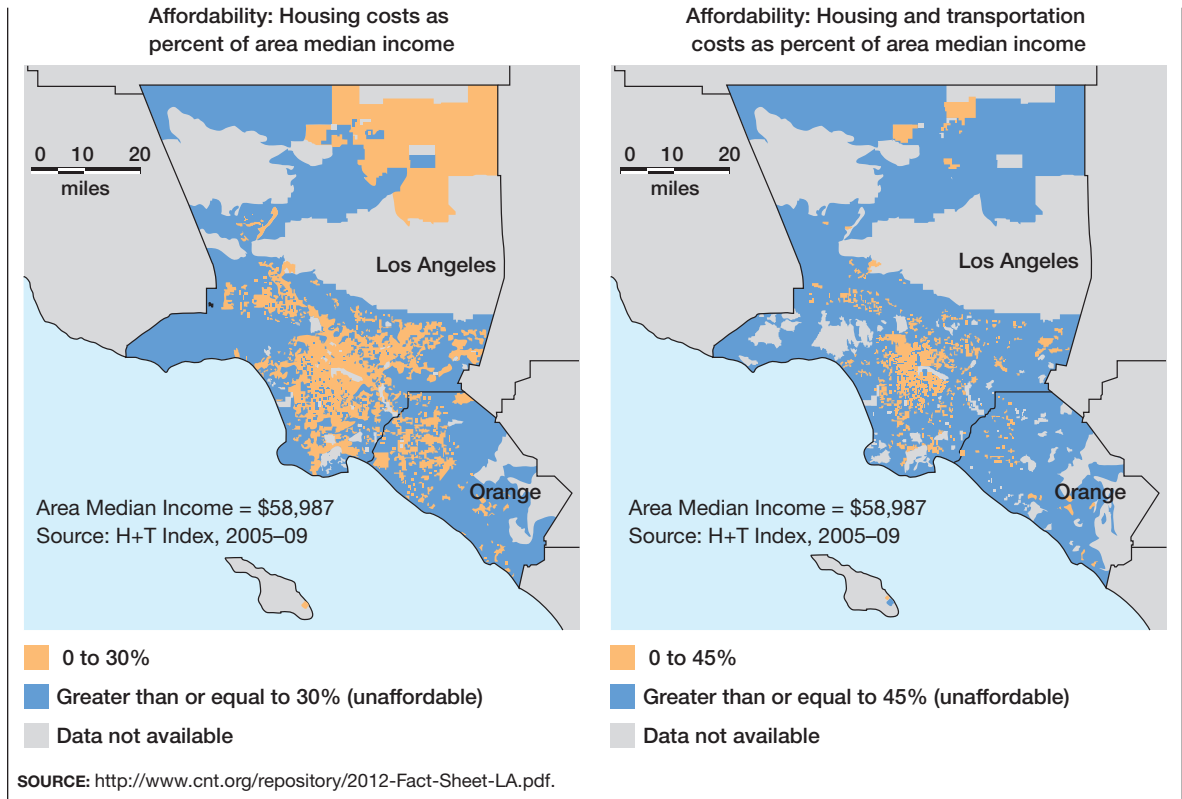 Affordability: Housing costs as
percent of area median income
0 10 20
miles
Los Angeles
Orange
Area Median Income = $58,987
Source: H+T Index, 2005–09
0 to 30%
Greater than or equal to 30% (unaffordable)
Data not available
Affordability: Housing and transportation
costs as percent of area median income
0 10 20
miles
Los Angeles
Orange
Area Median Income = $58,987
Source: H+T Index, 2005–09
0 to 45%
Greater than or equal to 45% (unaffordable)
Data not available
SOURCE: http://www.cnt.org/repository/2012-Fact-Sheet-LA.pdf.